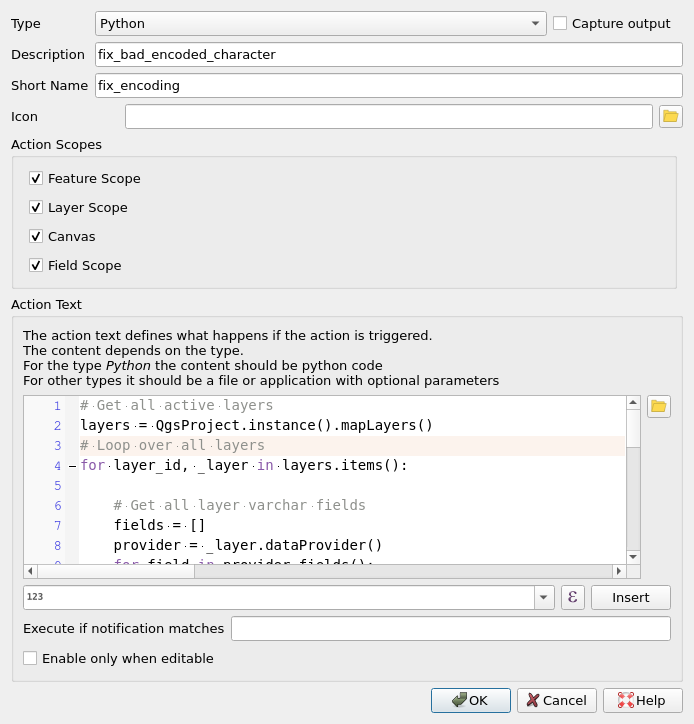 Type Python Capture output
Description fix_bad_encoded_character
Short Name fix_encoding
Icon
Action Scopes
Feature Scope
Layer Scope
Canvas
Field Scope
Action Text
The action text defines what happens if the action is triggered.
The content depends on the type.
For the type Python the content should be python code
For other types it should be a file or application with optional parameters
1 #·Get·all·active·layers
2 layers·=·QgsProject.instance().mapLayers()
3 #·Loop·over·all·layers
4 for·layer_id,·_layer·in·layers.items():
5
6 #·Get·all·layer·varchar·fields
7 fields·=·[]
8 provider·=·_layer.dataProvider()
9 for·field·in·provider.fields():
123 ε Insert
Execute if notification matches
Enable only when editable
OK Cancel Help